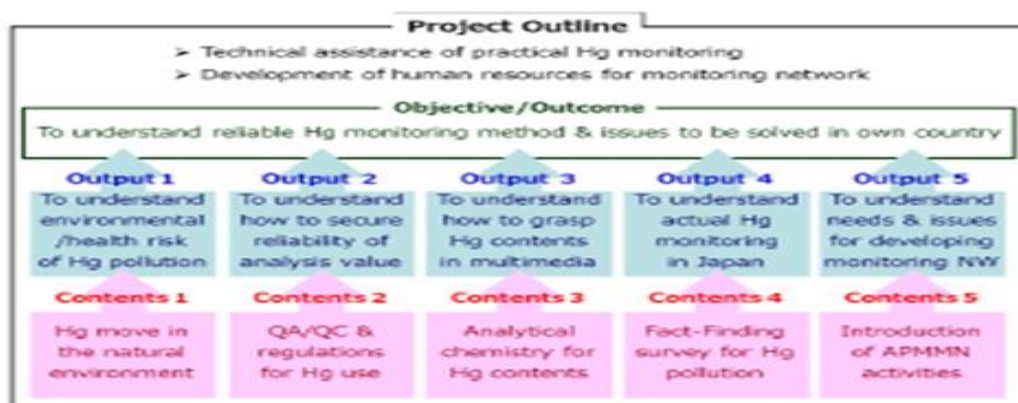 Project Outline
➤ Technical assistance of practical Hg monitoring
➤ Development of human resources for monitoring network
Objective/Outcome
To understand reliable Hg monitoring method & issues to be solved in own country
Output 1
To understand
environmental
/health risk
of Hg pollution
Output 2
To understand
how to secure
reliability of
analysis value
Output 3
To understand
how to grasp
Hg contents
in multimedia
Output 4
To understand
actual Hg
monitoring
in Japan
Output 5
To understand
needs & issues
for developing
monitoring NW
Contents 1
Hg move in
the natural
environment
Contents 2
QA/QC &
regulations
for Hg use
Contents 3
Analytical
chemistry for
Hg contents
Contents 4
Fact-Finding
survey for Hg
pollution
Contents 5
Introduction
of APMMN
activities